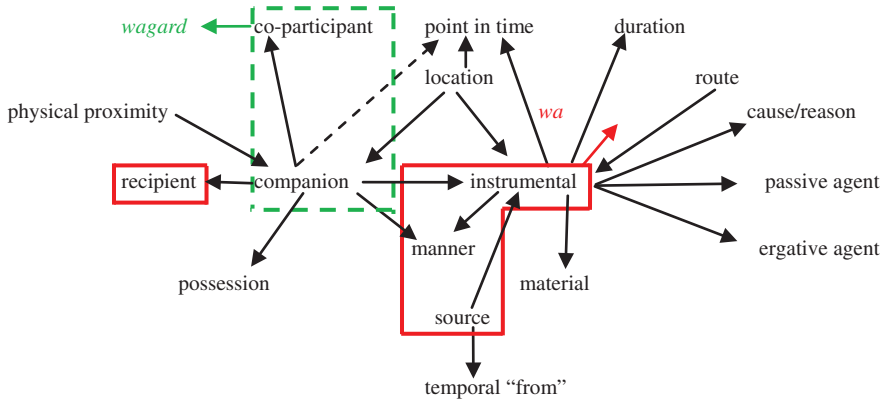 wagard
co-participant
point in time
duration
location
route
physical proximity
wa
cause/reason
recipient
companion
instrumental
passive agent
manner
ergative agent
possession
material
source
temporal “from”